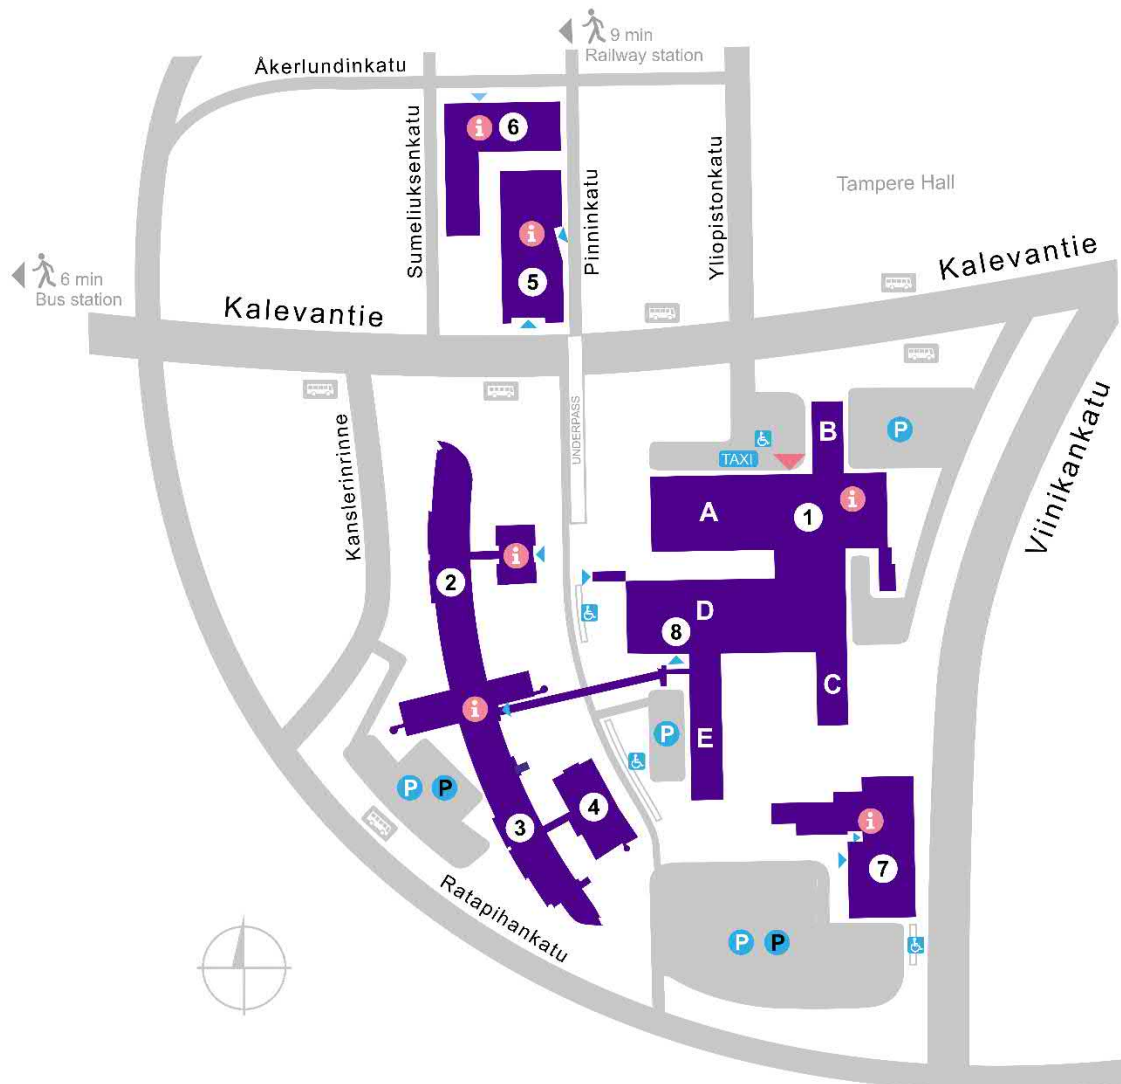 9 min
Railway station
Åkerlundinkatu
Sumeliuksenkatu
6
Pinninkatu
Yliopistonkatu
Tampere Hall
5
6 min
Bus station
Kalevantie
Kalevantie
Kanslerinrinne
UNDERPASS
TAXI
B
P
A
1
Viinikankatu
2
D
8
C
E
P
P P
3
4
7
Ratapihankatu
P P